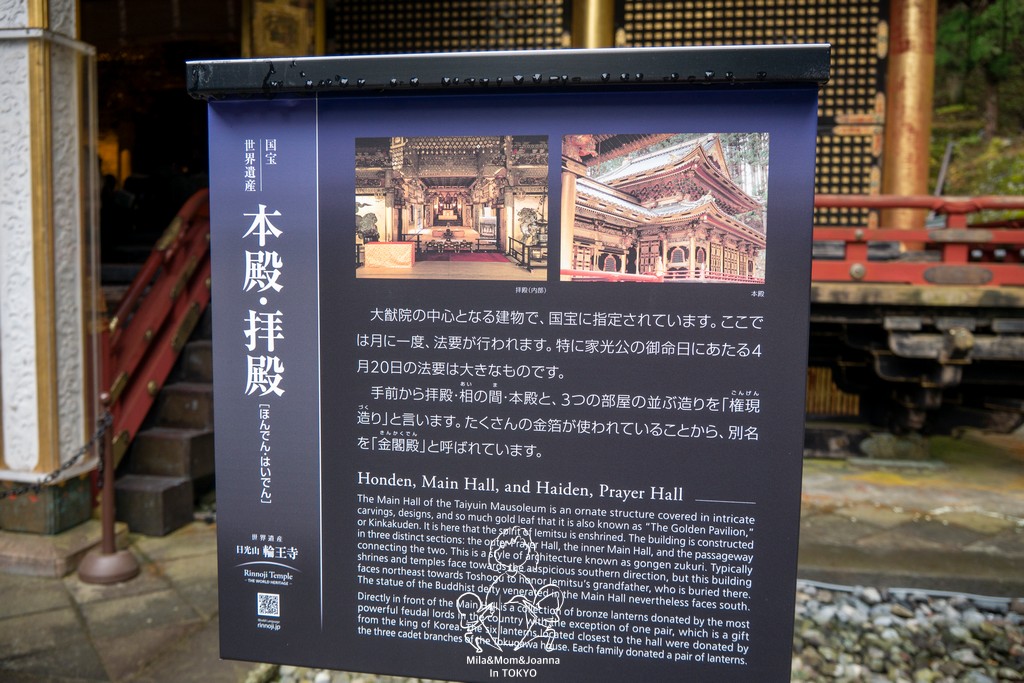 国宝
世界遺産
本殿・拝殿
[ほんでん・はいでん]
世界遺産
日光山 輪王寺
Rinnoji Temple
THE WORLD HERITAGE
rinnoji.jp
拝殿(内部)
本殿
大猷院の中心となる建物で、国宝に指定されています。ここで
は月に一度、法要が行われます。特に家光公の御命日にあたる4
月20日の法要は大きなものです。
手前から拝殿・相の間・本殿と、3つの部屋の並ぶ造りを「権現
造り」と言います。たくさんの金箔が使われていることから、別名
を「金閣殿」と呼ばれています。
Honden, Main Hall, and Haiden, Prayer Hall
The Main Hall of the Taiyuin Mausoleum is an ornate structure covered in intricate
carvings, designs, and so much gold leaf that it is also known as “The Golden Pavilion,”
or Kinkakuden. It is here that the spirit of Iemitsu is enshrined. The building is constructed
in three distinct sections: the outer Prayer Hall, the inner Main Hall, and the passageway
connecting the two. This is a style of architecture known as gongen zukuri. Typically
shrines and temples face towards the auspicious southern direction, but this building
faces northeast towards Toshogu to honor Iemitsu's grandfather, who is buried there.
The statue of the Buddhist deity venerated in the Main Hall nevertheless faces south.
Directly in front of the Main Hall is a collection of bronze lanterns donated by the most
powerful feudal lords in the country with the exception of one pair, which is a gift
from the king of Korea. The six lanterns located closest to the hall were donated by
the three cadet branches of the Tokugawa house. Each family donated a pair of lanterns.
Mila&Mom&Joanna
In TOKYO